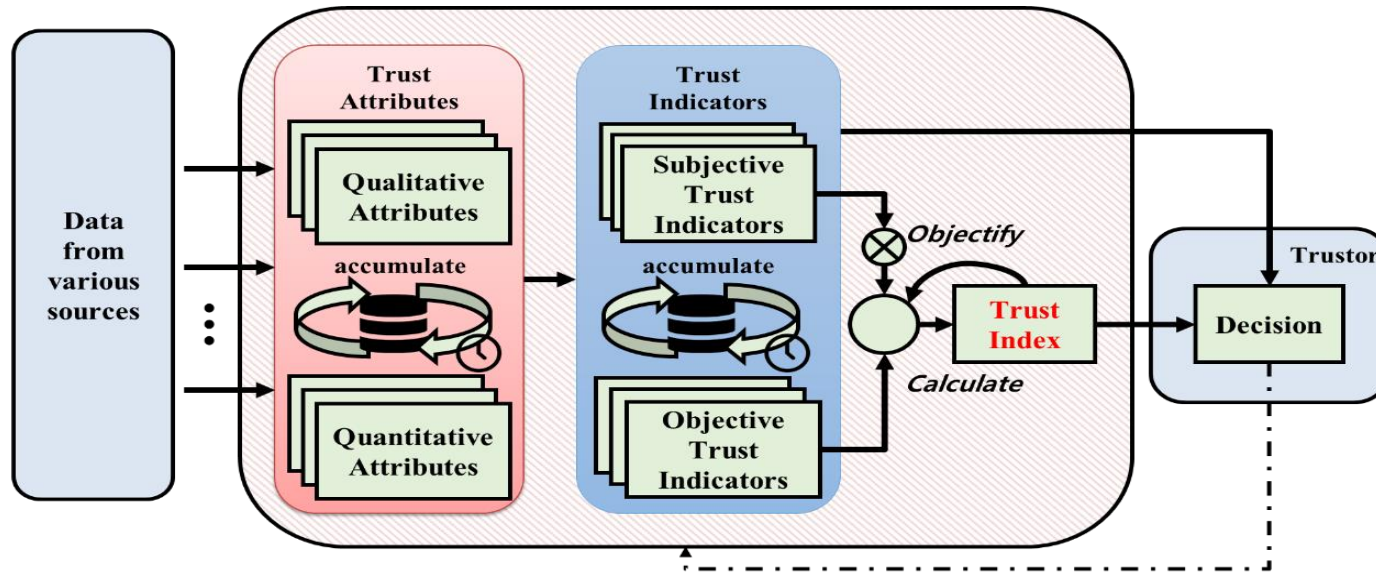 Data
from
various
sources
Trust
Attributes
Qualitative
Attributes
accumulate
Quantitative
Attributes
Trust
Indicators
Subjective
Trust
Indicators
accumulate
Objective
Trust
Indicators
Objectify
Calculate
Trust
Index
Trustor
Decision